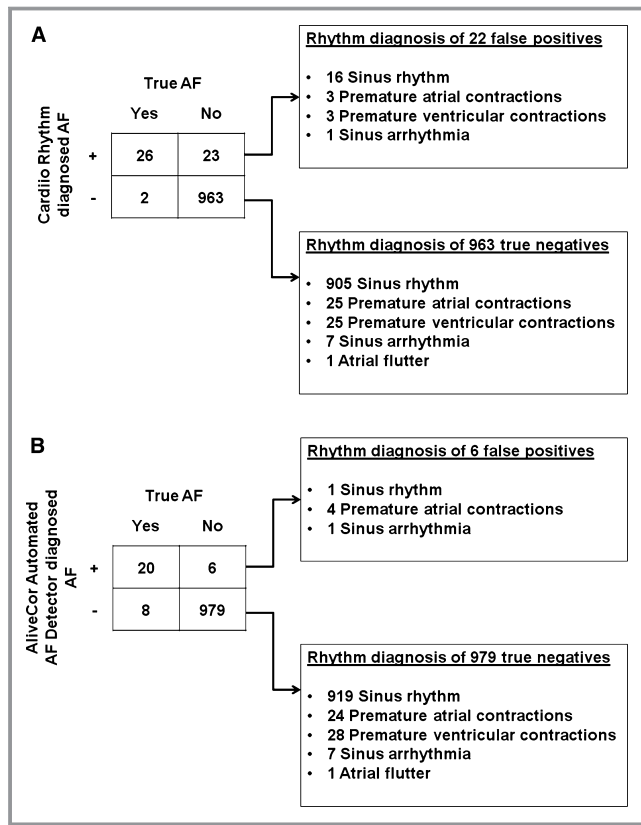 A
Rhythm diagnosis of 22 false positives
• 16 Sinus rhythm
• 3 Premature atrial contractions
• 3 Premature ventricular contractions
• 1 Sinus arrhythmia
True AF
Yes No
Cardiio Rhythm
diagnosed AF
+ 26 23
- 2 963
Rhythm diagnosis of 963 true negatives
• 905 Sinus rhythm
• 25 Premature atrial contractions
• 25 Premature ventricular contractions
• 7 Sinus arrhythmia
• 1 Atrial flutter
B
Rhythm diagnosis of 6 false positives
• 1 Sinus rhythm
• 4 Premature atrial contractions
• 1 Sinus arrhythmia
True AF
Yes No
AliveCor Automated
AF Detector diagnosed
AF
+ 20 6
- 8 979
Rhythm diagnosis of 979 true negatives
• 919 Sinus rhythm
• 24 Premature atrial contractions
• 28 Premature ventricular contractions
• 7 Sinus arrhythmia
• 1 Atrial flutter